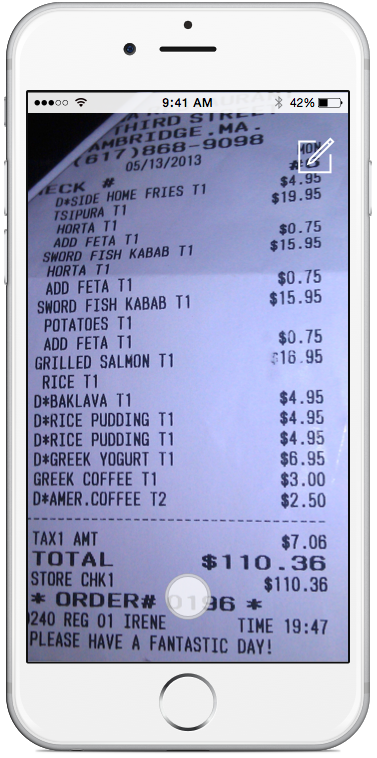 9:41 AM 42%
THIRD STREET
AMBRIDGE.MA.
(617)868-9098
05/13/2013 MON
ECK #
D*SIDE HOME FRIES T1 $4.95
TSIPURA T1 $19.95
HORTA T1
ADD FETA T1 $0.75
SWORD FISH KABAB T1 $15.95
HORTA T1
ADD FETA T1 $0.75
SWORD FISH KABAB T1 $15.95
POTATOES T1
ADD FETA T1 $0.75
GRILLED SALMON T1 $16.95
RICE T1
D*BAKLAVA T1 $4.95
D*RICE PUDDING T1 $4.95
D*RICE PUDDING T1 $4.95
D*GREEK YOGURT T1 $6.95
GREEK COFFEE T1 $3.00
D*AMER.COFFEE T2 $2.50
TAX1 AMT $7.06
TOTAL $110.36
STORE CHK1 $110.36
* ORDER# 0196 *
0240 REG 01 IRENE TIME 19:47
PLEASE HAVE A FANTASTIC DAY!